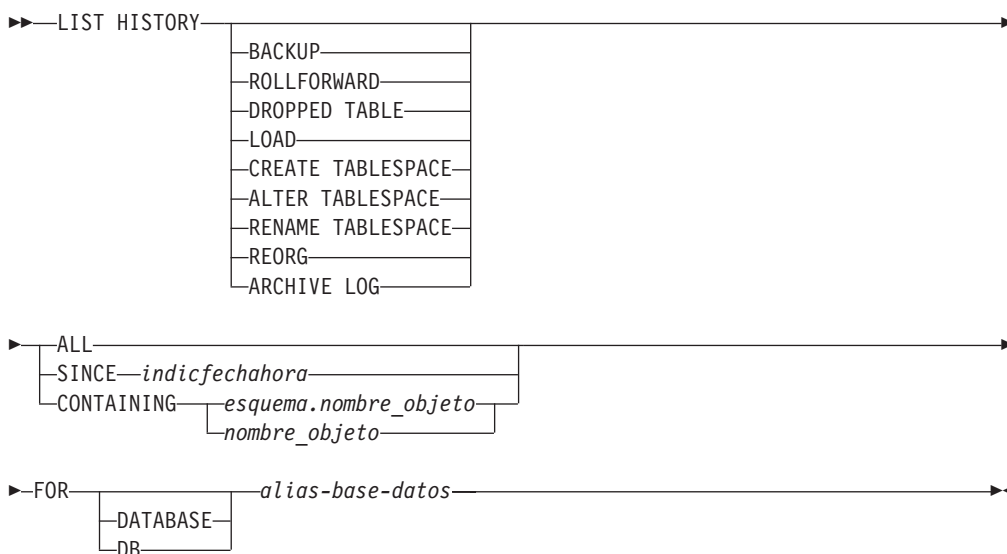 LIST HISTORY
BACKUP
ROLLFORWARD
DROPPED TABLE
LOAD
CREATE TABLESPACE
ALTER TABLESPACE
RENAME TABLESPACE
REORG
ARCHIVE LOG
ALL
SINCE indicfechahora
CONTAINING esquema.nombre_objeto
nombre_objeto
FOR alias-base-datos
DATABASE
DB